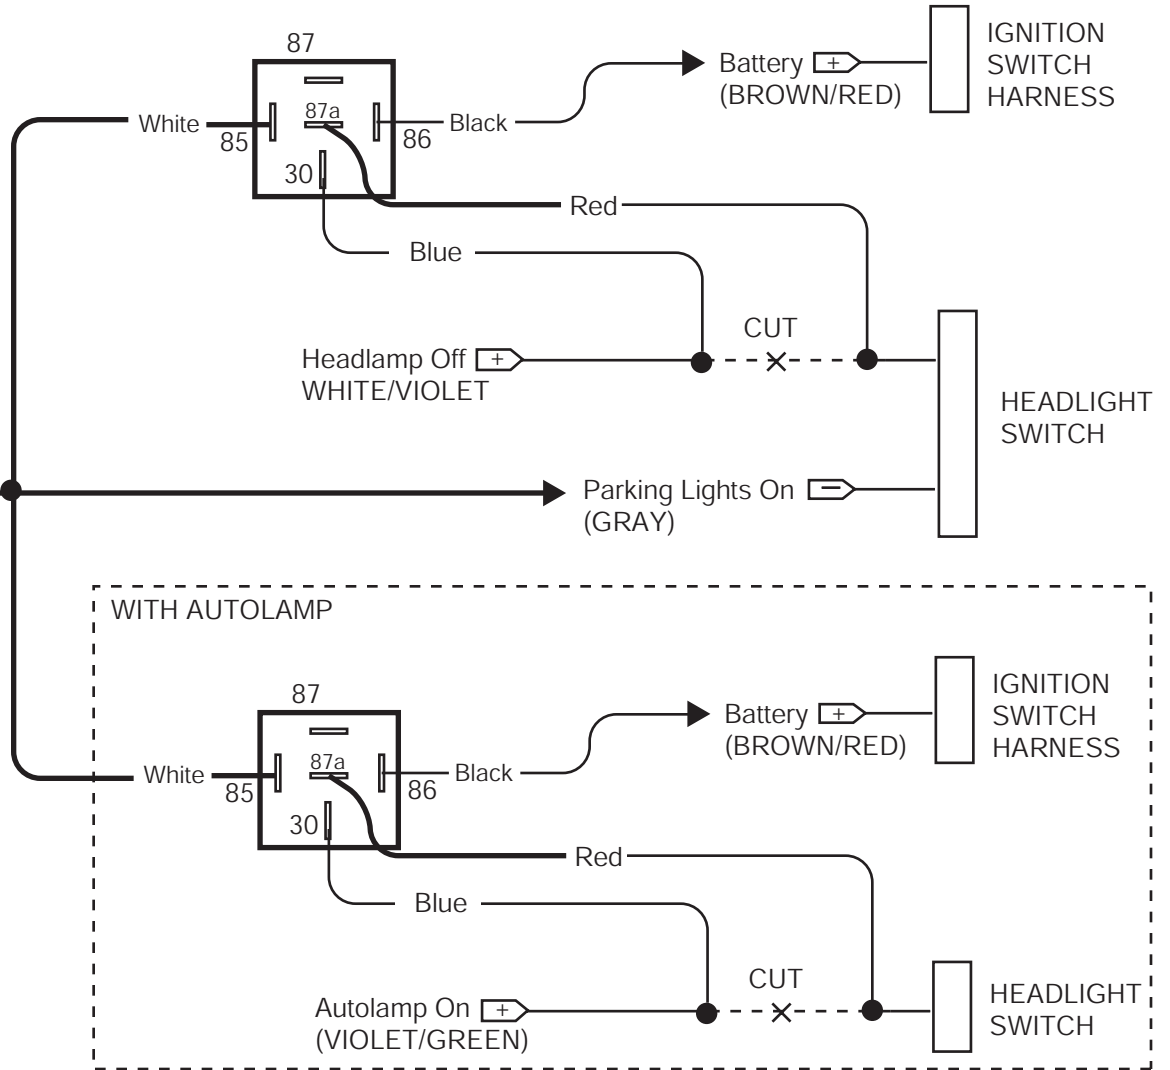 87
IGNITION
SWITCH
HARNESS
Battery +
(BROWN/RED)
White
87a
85
86
Black
30
Red
Blue
CUT
Headlamp Off +
WHITE/VIOLET
HEADLIGHT
SWITCH
Parking Lights On −
(GRAY)
WITH AUTOLAMP
87
IGNITION
SWITCH
HARNESS
Battery +
(BROWN/RED)
White
87a
85
86
Black
30
Red
Blue
CUT
Autolamp On +
(VIOLET/GREEN)
HEADLIGHT
SWITCH